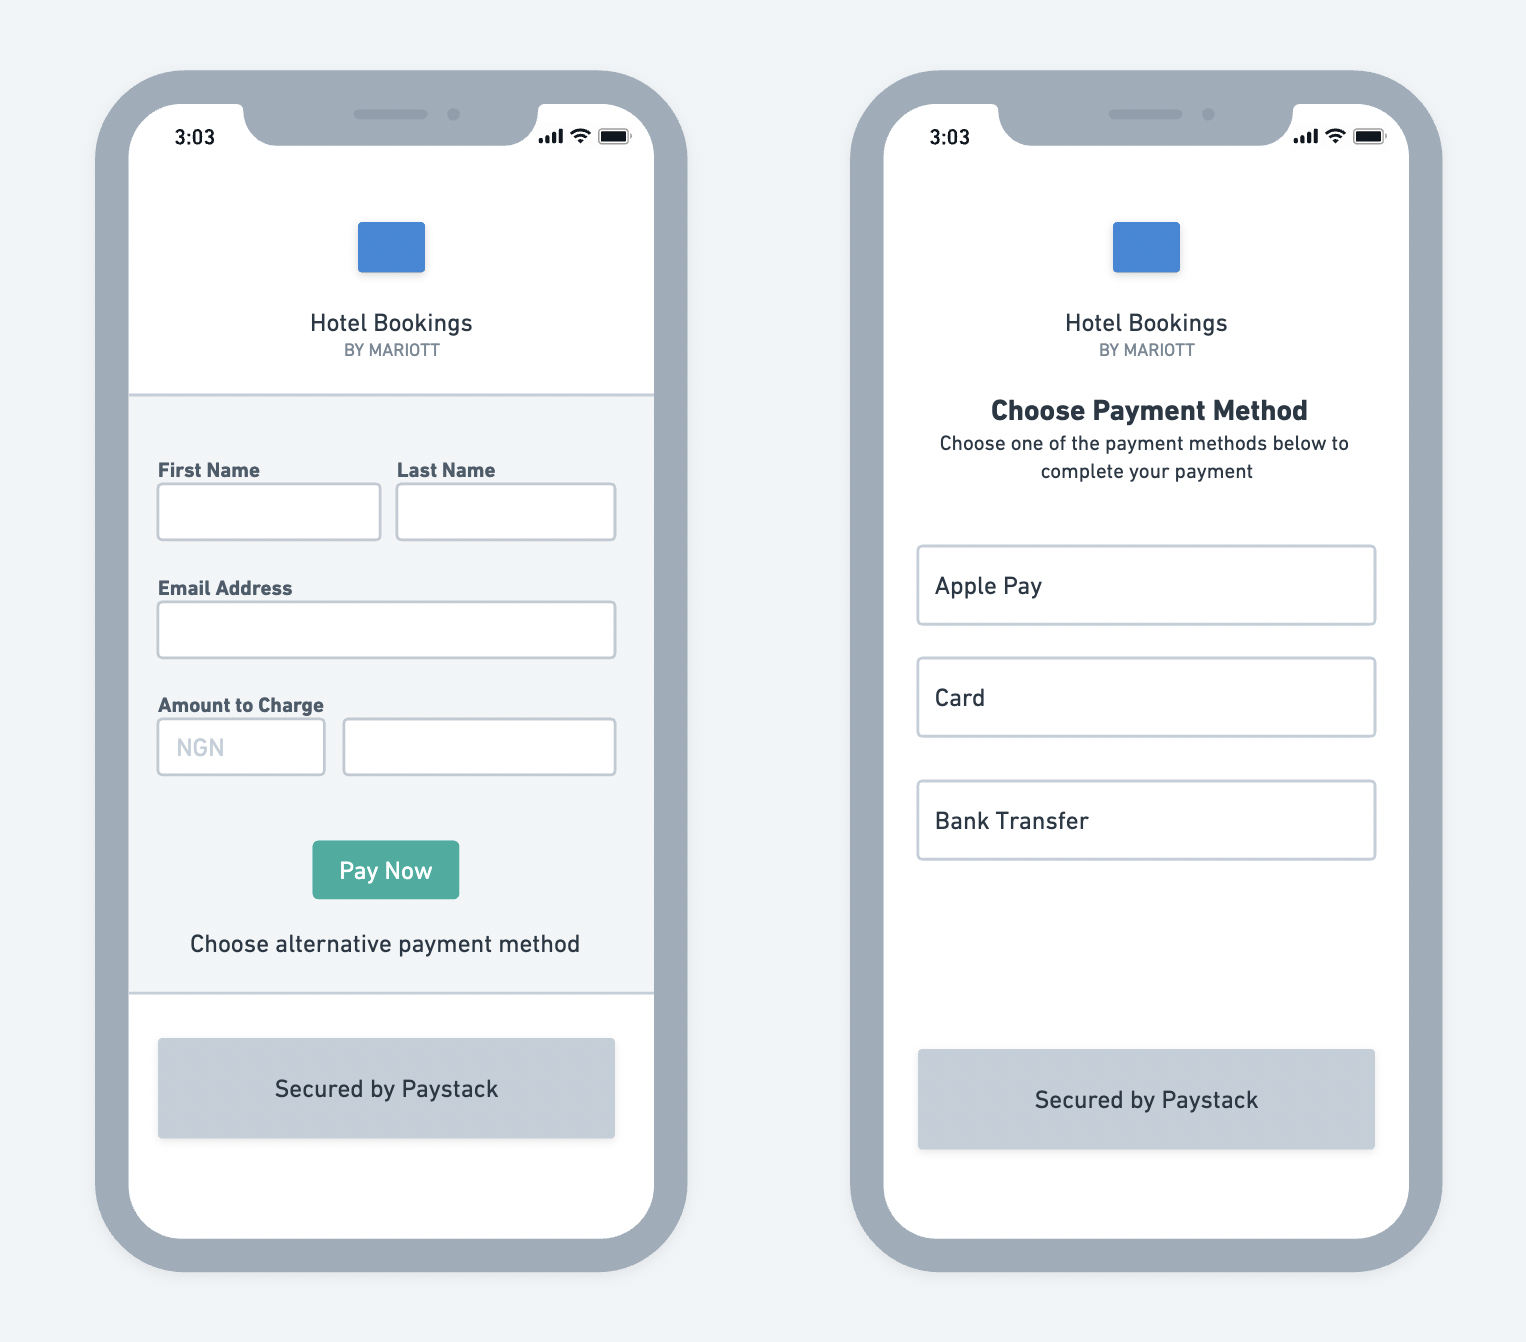 3:03
Hotel Bookings
BY MARIOTT
First Name
Last Name
Email Address
Amount to Charge
NGN
Pay Now
Choose alternative payment method
Secured by Paystack
3:03
Hotel Bookings
BY MARIOTT
Choose Payment Method
Choose one of the payment methods below to
complete your payment
Apple Pay
Card
Bank Transfer
Secured by Paystack